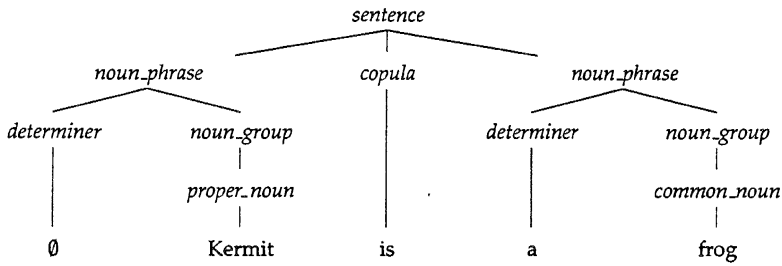 sentence
noun_phrase copula noun_phrase
determiner noun_group determiner noun_group
proper_noun common_noun
∅ Kermit is a frog